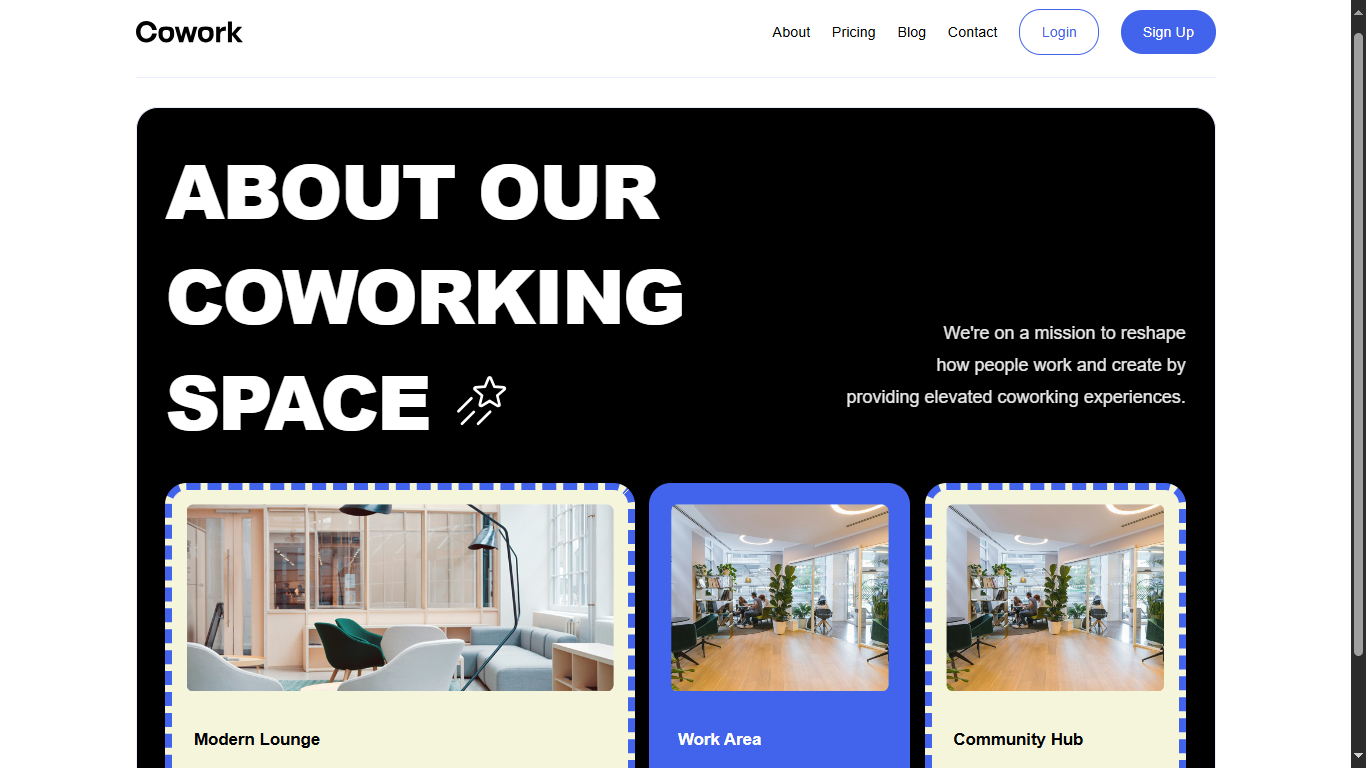 Cowork
About
Pricing
Blog
Contact
Login
Sign Up
ABOUT OUR
COWORKING
SPACE
We're on a mission to reshape
how people work and create by
providing elevated coworking experiences.
Modern Lounge
Work Area
Community Hub